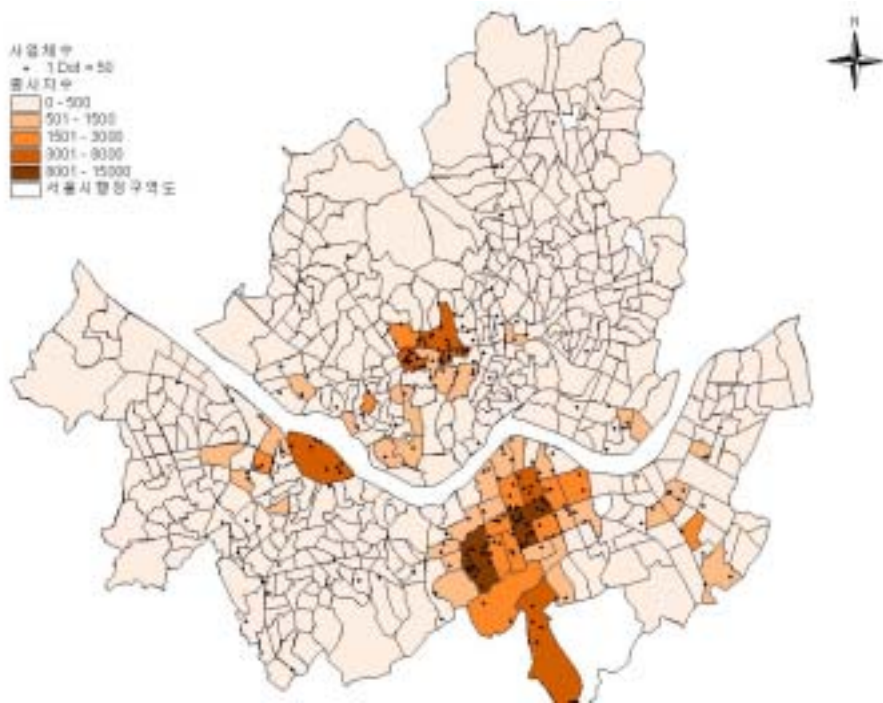 사업체수
1 Dot = 50
종사자수
0 - 500
501 - 1500
1501 - 3000
3001 - 8000
8001 - 15000
서울시행정구역도
N